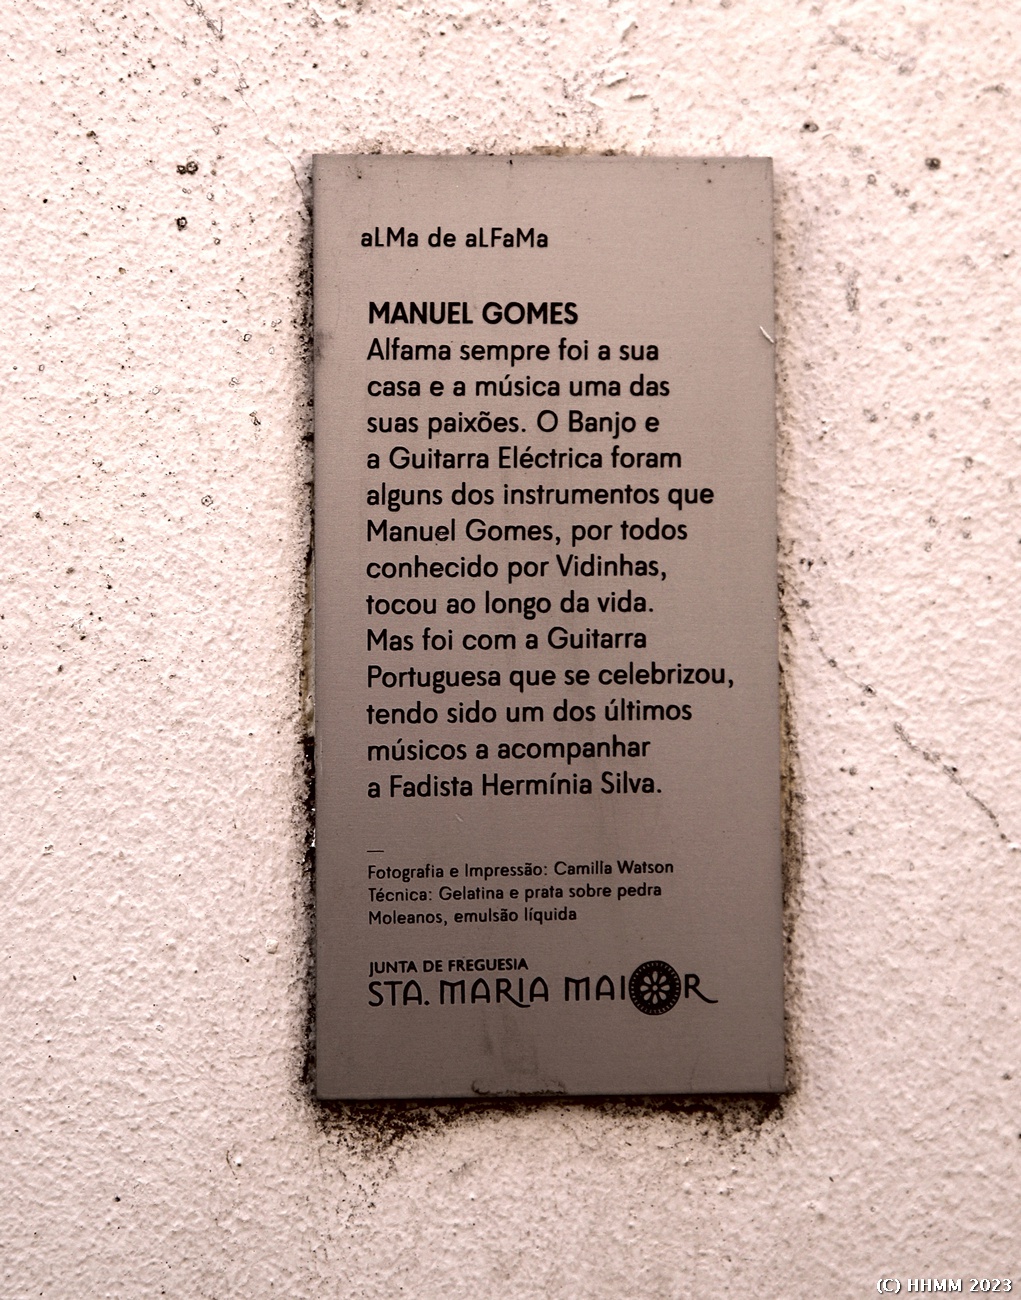 aLMa de aLFaMa
MANUEL GOMES
Alfama sempre foi a sua
casa e a música uma das
suas paixões. O Banjo e
a Guitarra Eléctrica foram
alguns dos instrumentos que
Manuel Gomes, por todos
conhecido por Vidinhas,
tocou ao longo da vida.
Mas foi com a Guitarra
Portuguesa que se celebrizou,
tendo sido um dos últimos
músicos a acompanhar
a Fadista Hermínia Silva.
—
Fotografia e Impressão: Camilla Watson
Técnica: Gelatina e prata sobre pedra
Moleanos, emulsão líquida
JUNTA DE FREGUESIA
STA. MARIA MAIOR
(C) HHMM 2023